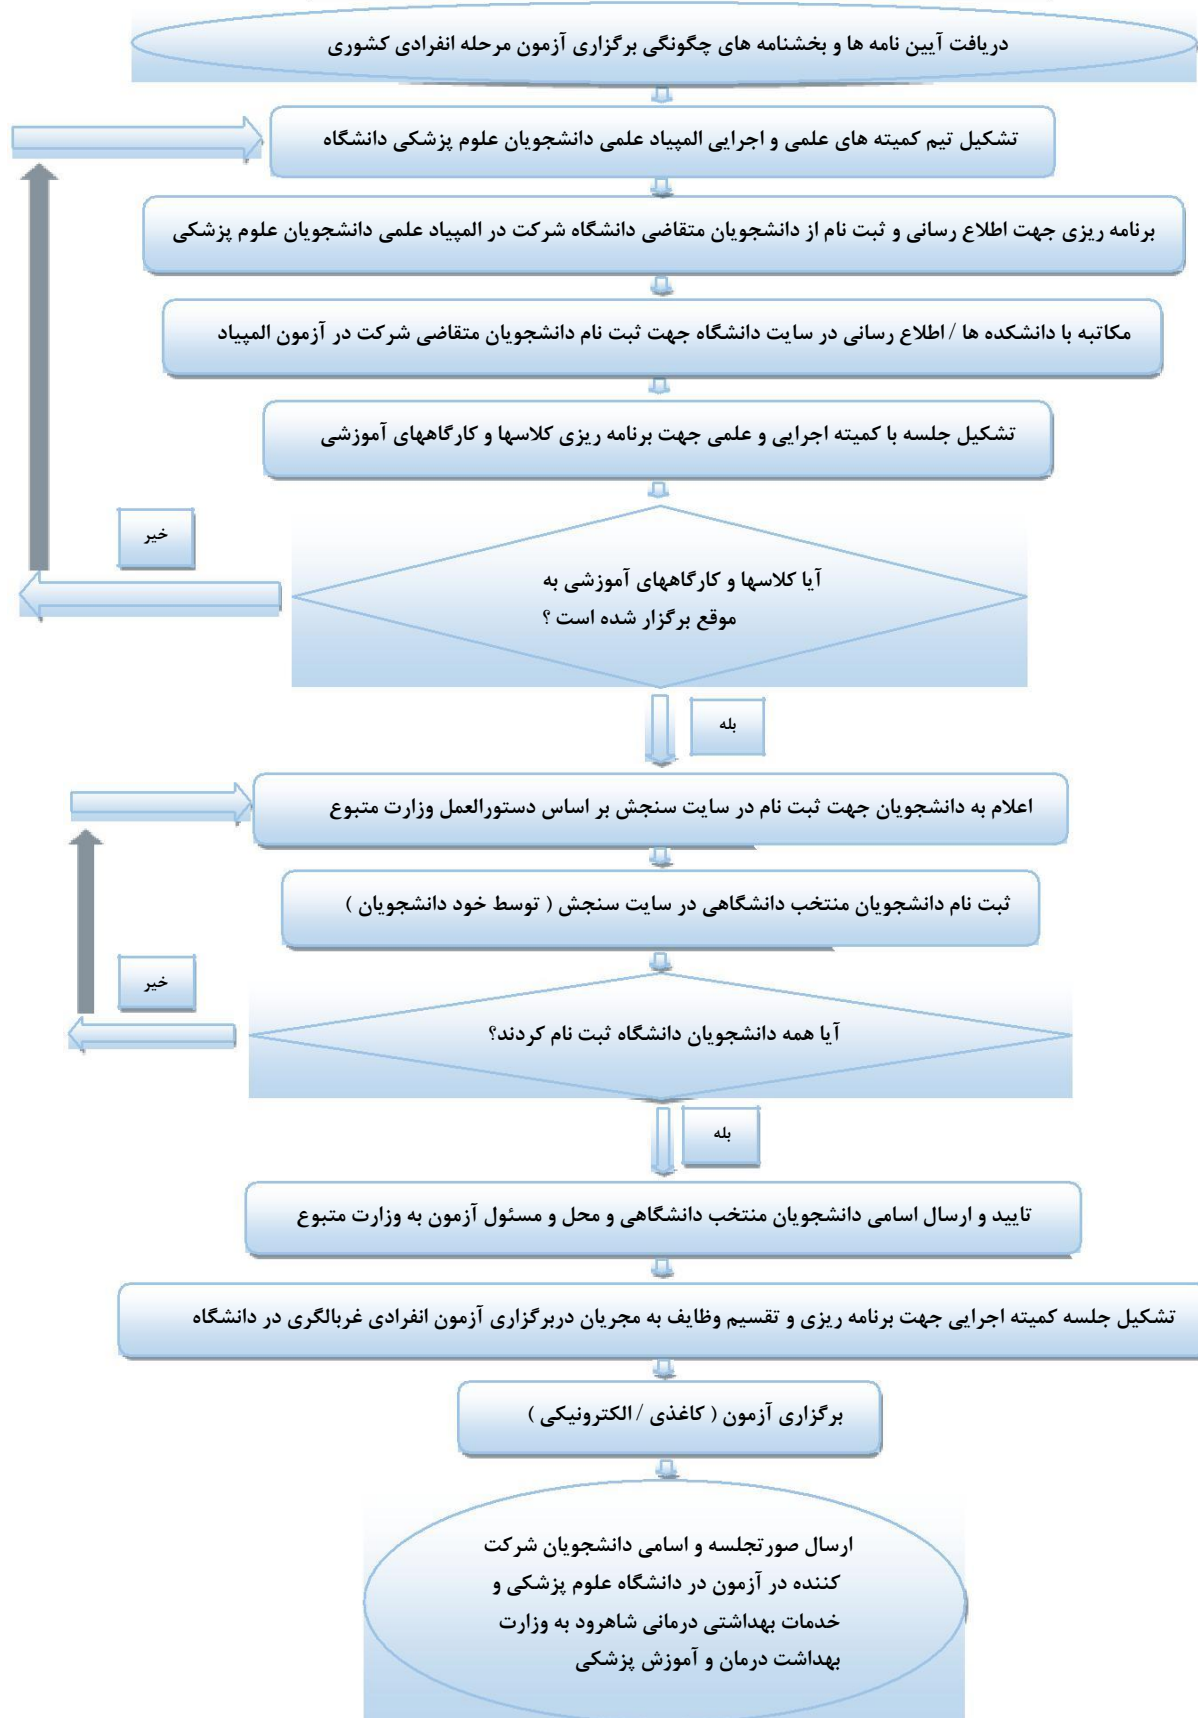 دریافت آیین نامه ها و بخشنامه های چگونگی برگزاری آزمون مرحله انفرادی کشوری
تشکیل تیم کمیته های علمی و اجرایی المپیاد علمی دانشجویان علوم پزشکی دانشگاه
برنامه ریزی جهت اطلاع رسانی و ثبت نام از دانشجویان متقاضی دانشگاه شرکت در المپیاد علمی دانشجویان علوم پزشکی
مکاتبه با دانشکده ها / اطلاع رسانی در سایت دانشگاه جهت ثبت نام دانشجویان متقاضی شرکت در آزمون المپیاد
تشکیل جلسه با کمیته اجرایی و علمی جهت برنامه ریزی کلاسها و کارگاههای آموزشی
خیر
آیا کلاسها و کارگاههای آموزشی به
موقع برگزار شده است ؟
بله
اعلام به دانشجویان جهت ثبت نام در سایت سنجش بر اساس دستورالعمل وزارت متبوع
ثبت نام دانشجویان منتخب دانشگاهی در سایت سنجش ( توسط خود دانشجویان )
خیر
آیا همه دانشجویان دانشگاه ثبت نام کردند؟
بله
تایید و ارسال اسامی دانشجویان منتخب دانشگاهی و محل و مسئول آزمون به وزارت متبوع
تشکیل جلسه کمیته اجرایی جهت برنامه ریزی و تقسیم وظایف به مجریان دربرگزاری آزمون انفرادی غربالگری در دانشگاه
برگزاری آزمون ( کاغذی / الکترونیکی )
ارسال صورتجلسه و اسامی دانشجویان شرکت
کننده در آزمون در دانشگاه علوم پزشکی و
خدمات بهداشتی درمانی شاهرود به وزارت
بهداشت درمان و آموزش پزشکی